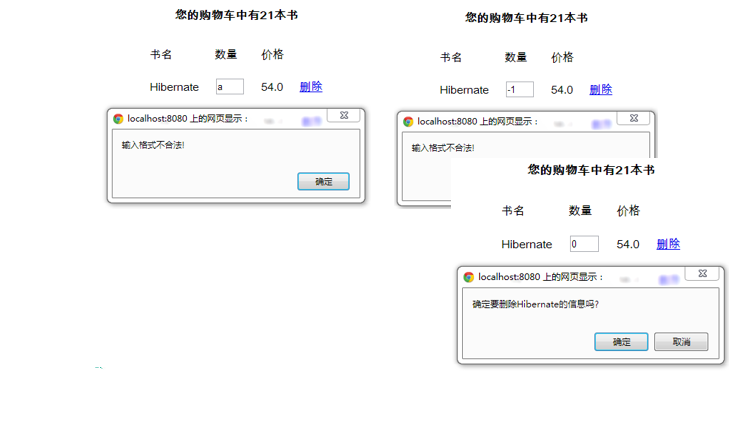 您的购物车中有21本书
书名 数量 价格
Hibernate a 54.0 删除
localhost:8080 上的网页显示：
输入格式不合法!
确定
您的购物车中有21本书
书名 数量 价格
Hibernate -1 54.0 删除
localhost:8080 上的网页显示：
输入格式不合法!
您的购物车中有21本书
书名 数量 价格
Hibernate 0 54.0 删除
localhost:8080 上的网页显示：
确定要删除Hibernate的信息吗?
确定 取消